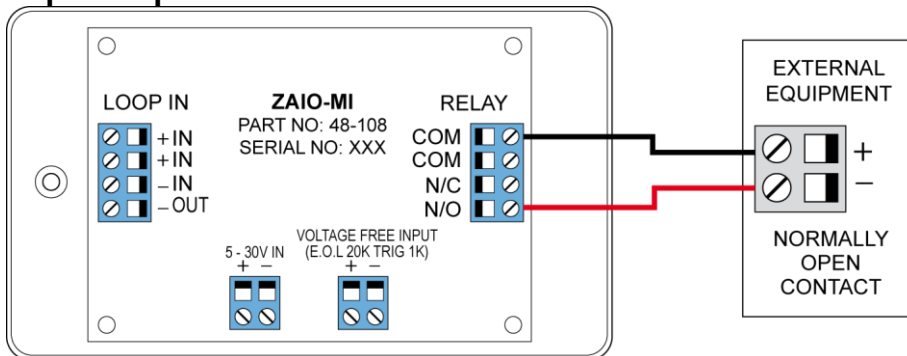 LOOP IN
+ IN
+ IN
– IN
– OUT
ZAIO-MI
PART NO: 48-108
SERIAL NO: XXX
RELAY
COM
COM
N/C
N/O
5 - 30V IN
+ –
VOLTAGE FREE INPUT
(E.O.L 20K TRIG 1K)
+ –
EXTERNAL
EQUIPMENT
+
–
NORMALLY
OPEN
CONTACT